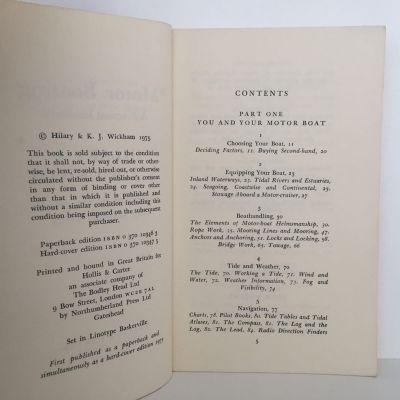 © Hilary & K. J. Wickham 1975
This book is sold subject to the condition
that it shall not, by way of trade or other-
wise, be lent, re-sold, hired out, or otherwise
circulated without the publisher's consent
in any form of binding or cover other
than that in which it is published and
without a similar condition including this
condition being imposed on the subsequent
purchaser.
Paperback edition ISBN 0 370 10348 3
Hard-cover edition ISBN 0 370 10347 5
Printed and bound in Great Britain for
Hollis & Carter
an associate company of
The Bodley Head Ltd
9 Bow Street, London WC2E 7AL
by Northumberland Press Ltd
Gateshead
Set in Linotype Baskerville
First published as a paperback and
simultaneously as a hard-cover edition 1975
CONTENTS
PART ONE
YOU AND YOUR MOTOR BOAT
1
Choosing Your Boat, 11
Deciding Factors, 11. Buying Second-hand, 20
2
Equipping Your Boat, 23
Inland Waterways, 23. Tidal Rivers and Estuaries,
24. Seagoing, Coastwise and Continental, 25.
Stowage Aboard a Motor-cruiser, 27
3
Boathandling, 30
The Elements of Motor-boat Helmsmanship, 30.
Rope Work, 35. Mooring Lines and Mooring, 47.
Anchors and Anchoring, 51. Locks and Locking, 58.
Bridge Work, 63. Towage, 66
4
Tide and Weather, 70
The Tide, 70. Working a Tide, 71. Wind and
Water, 72. Weather Information, 73. Fog and
Visibility, 74
5
Navigation, 77
Charts, 78. Pilot Books, 80. Tide Tables and Tidal
Atlases, 81. The Compass, 81. The Log and the
Log, 82. The Lead, 84. Radio Direction Finders
5